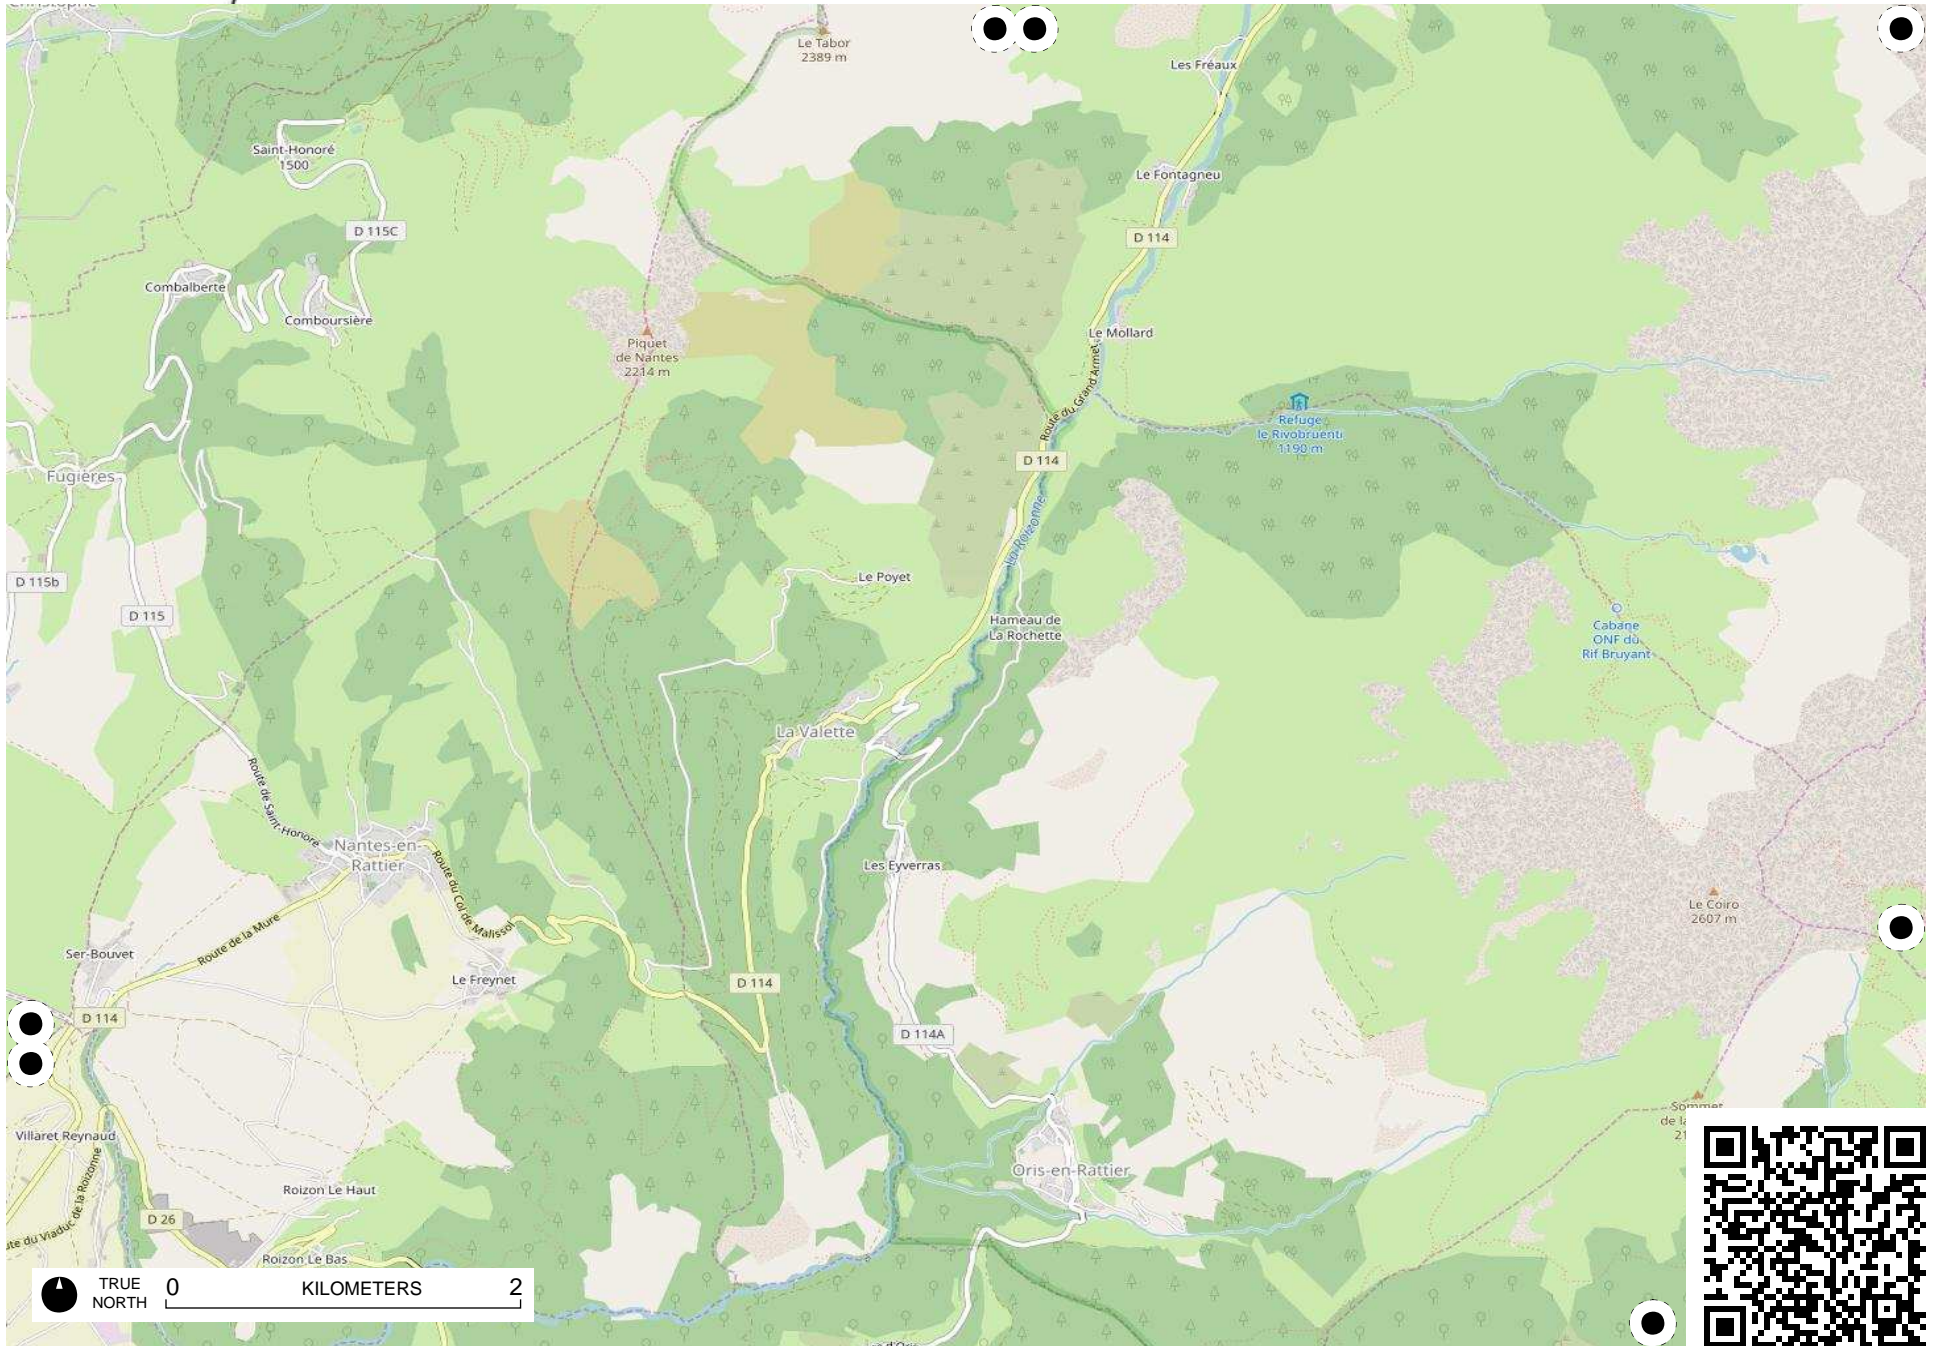 Le Tabor
2389 m
Les Fréaux
Saint-Honoré
1500
Le Fontagneu
D 115C
D 114
Combalberte
Comboursière
Le Mollard
Piquet
de Nantes
2214 m
Route du Grand Armet
Refuge
le Rivobruenti
1190 m
D 114
Fugières
La Roizonne
D 115b
Le Poyet
D 115
Hameau de
La Rochette
Cabane
ONF du
Rif Bruyant
La Valette
Route de Saint-Honoré
Nantes-en-
Rattier
Route du Col de Malissol
Les Eyverras
Le Coiro
2607 m
Route de la Mure
Ser-Bouvet
Le Freynet
D 114
D 114
D 114A
Sommet
de la
Villaret Reynaud
Oris-en-Rattier
Roizon Le Haut
D 26
ute du Viaduc de la Roizonne
Roizon Le Bas
TRUE
NORTH
0 KILOMETERS 2